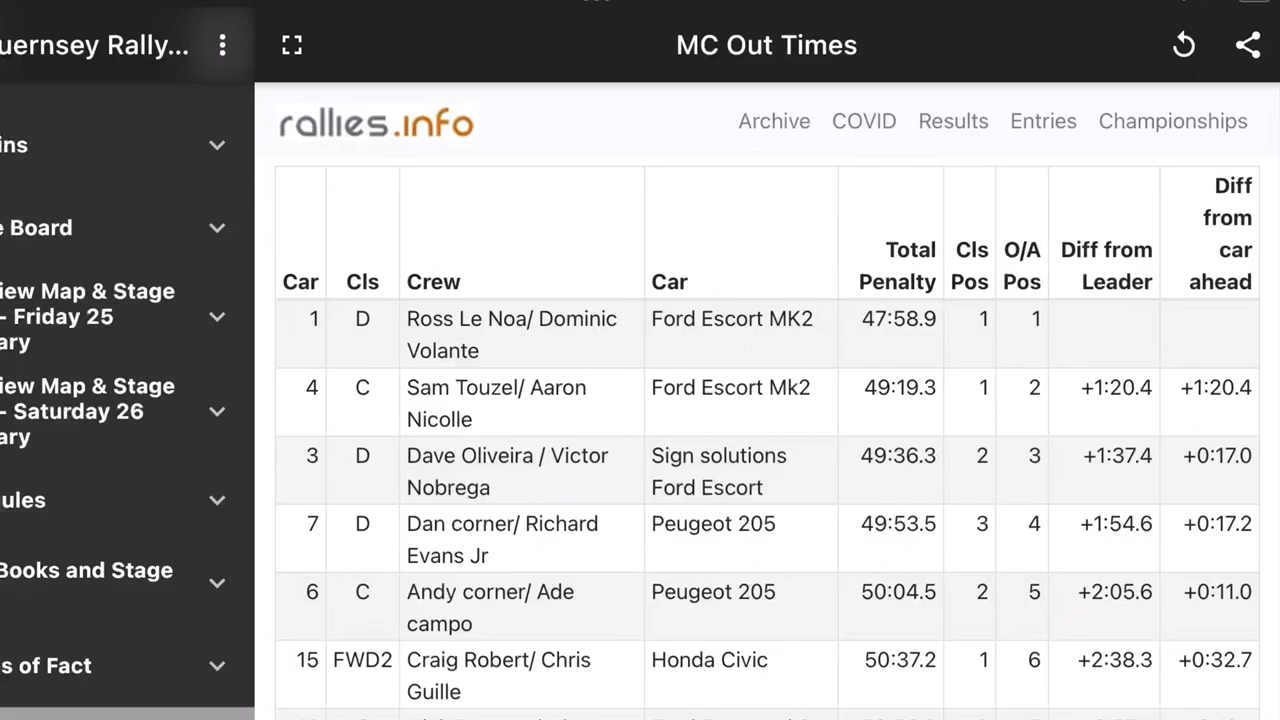 uernsey Rally...
MC Out Times
ins
e Board
iew Map & Stage
- Friday 25
ary
iew Map & Stage
- Saturday 26
ary
ules
Books and Stage
s of Fact
rallies.info
Archive COVID Results Entries Championships
Car Cls Crew Car Total Penalty Cls Pos O/A Pos Diff from Leader Diff from car ahead
1 D Ross Le Noa/ Dominic Ford Escort MK2 47:58.9 1 1
Volante
4 C Sam Touzel/ Aaron Ford Escort Mk2 49:19.3 1 2 +1:20.4 +1:20.4
Nicolle
3 D Dave Oliveira / Victor Sign solutions 49:36.3 2 3 +1:37.4 +0:17.0
Nobrega Ford Escort
7 D Dan corner/ Richard Peugeot 205 49:53.5 3 4 +1:54.6 +0:17.2
Evans Jr
6 C Andy corner/ Ade Peugeot 205 50:04.5 2 5 +2:05.6 +0:11.0
campo
15 FWD2 Craig Robert/ Chris Honda Civic 50:37.2 1 6 +2:38.3 +0:32.7
Guille